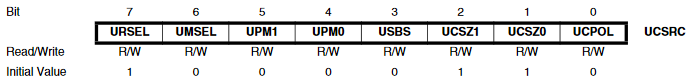 Bit 7 6 5 4 3 2 1 0
URSEL UMSEL UPM1 UPM0 USBS UCSZ1 UCSZ0 UCPOL UCSRC
Read/Write R/W R/W R/W R/W R/W R/W R/W R/W
Initial Value 1 0 0 0 0 1 1 0